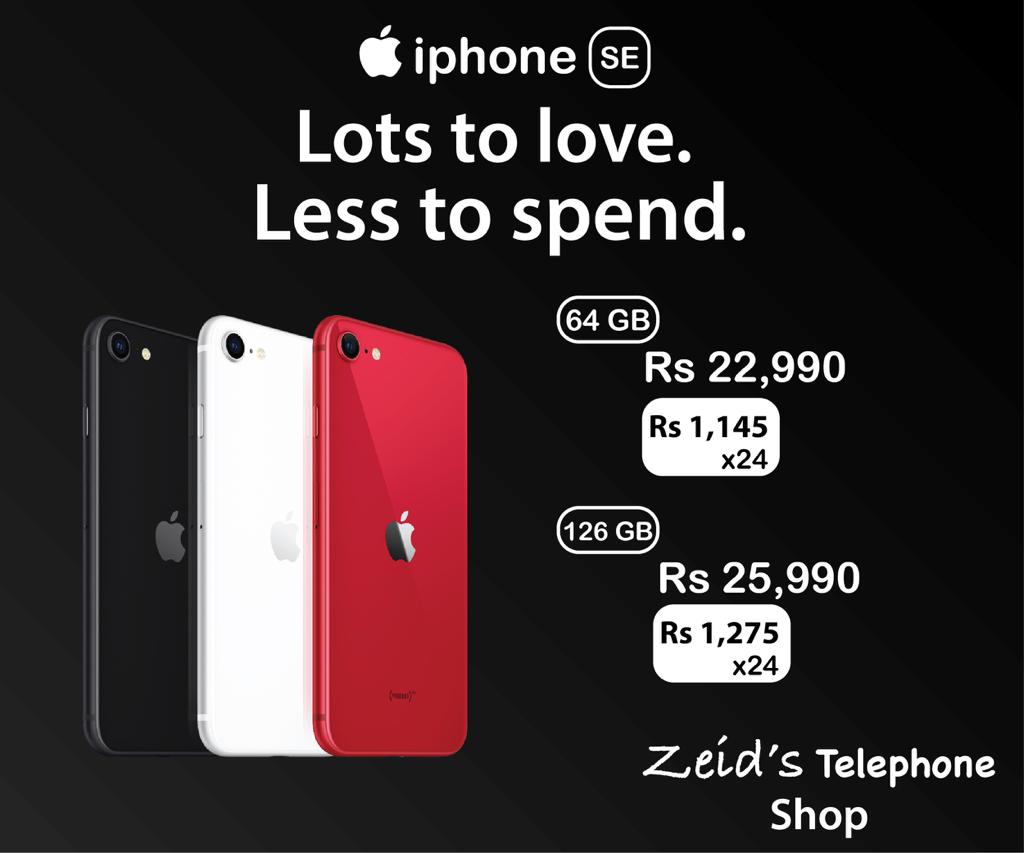 iphone SE
Lots to love.
Less to spend.
64 GB
Rs 22,990
Rs 1,145
x24
126 GB
Rs 25,990
Rs 1,275
x24
Zeid's Telephone
Shop